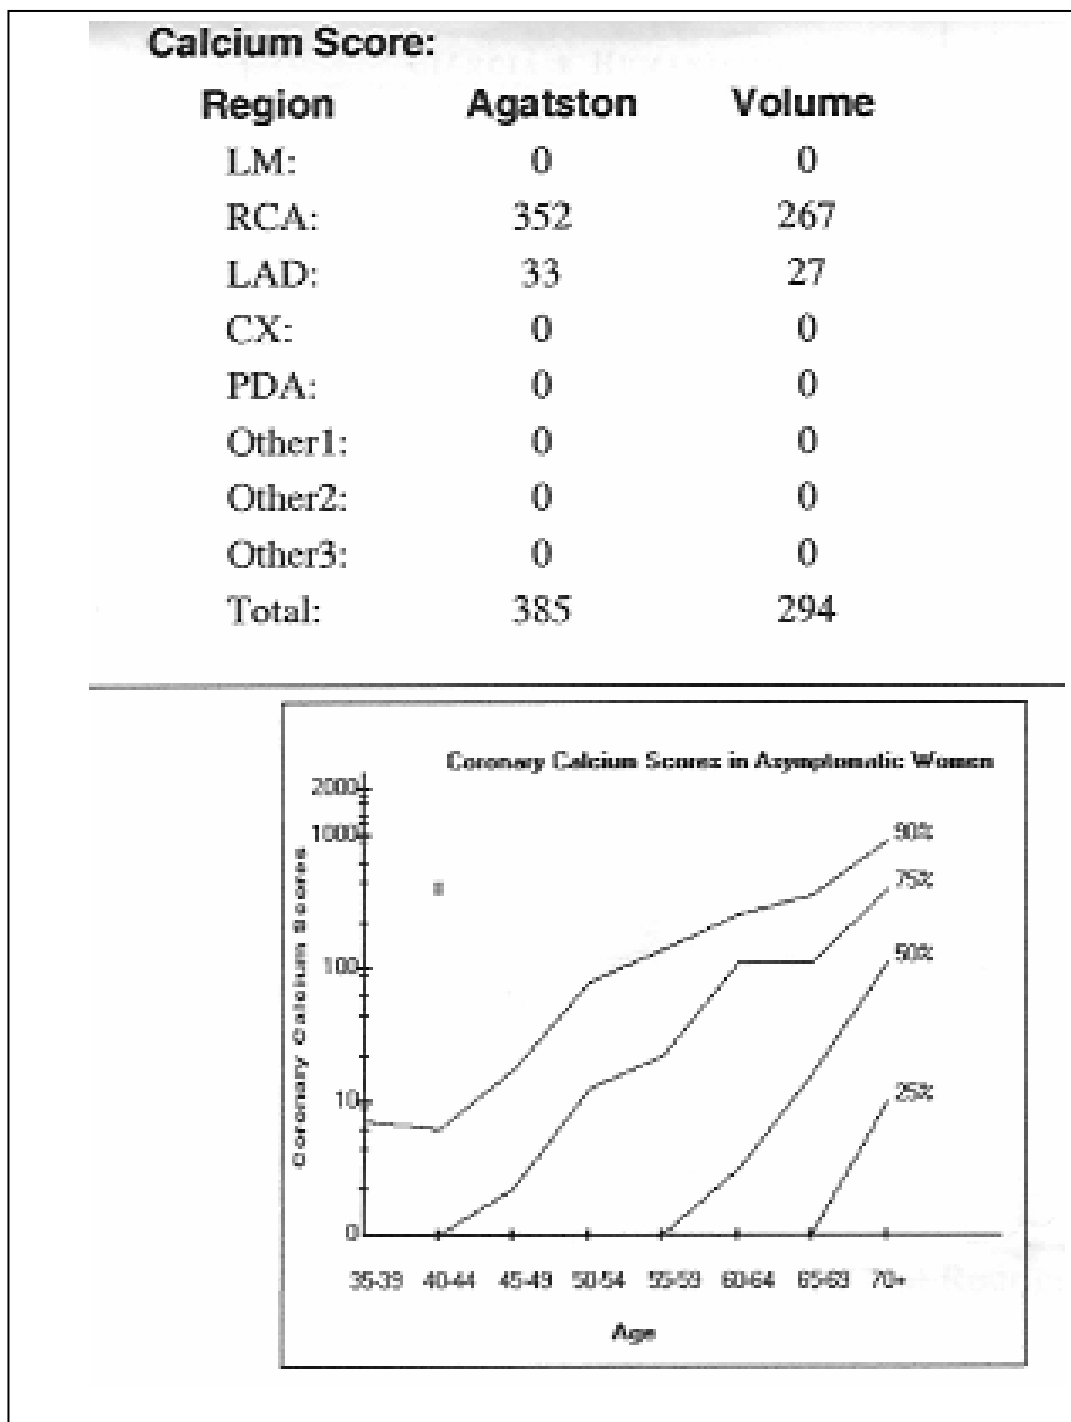 Calcium Score:
Region Agatston Volume
LM: 0 0
RCA: 352 267
LAD: 33 27
CX: 0 0
PDA: 0 0
Other1: 0 0
Other2: 0 0
Other3: 0 0
Total: 385 294
Coronary Calcium Scores in Asymptomatic Women
2000
1000
100
10
0
Coronary Calcium Scores
90%
75%
50%
25%
35-39 40-44 45-49 50-54 55-59 60-64 65-69 70+
Age